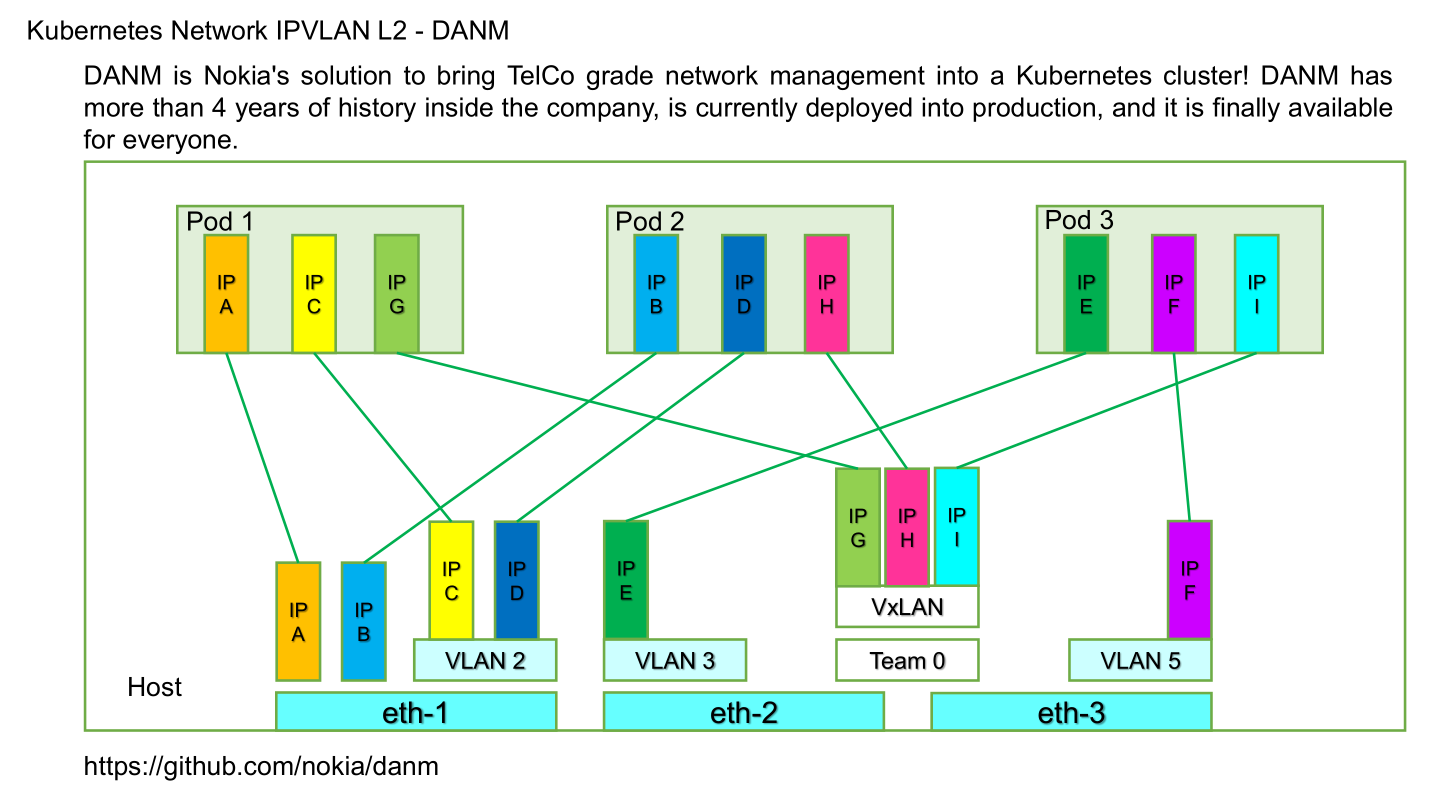 Kubernetes Network IPVLAN L2 - DANM
DANM is Nokia's solution to bring TelCo grade network management into a Kubernetes cluster! DANM has
more than 4 years of history inside the company, is currently deployed into production, and it is finally available
for everyone.
Pod 1
Pod 2
Pod 3
IP
A
IP
C
IP
G
IP
B
IP
D
IP
H
IP
E
IP
F
IP
I
IP
A
IP
B
IP
C
IP
D
IP
E
IP
G
IP
H
IP
I
IP
F
VxLAN
VLAN 2
VLAN 3
Team 0
VLAN 5
Host
eth-1
eth-2
eth-3
https://github.com/nokia/danm